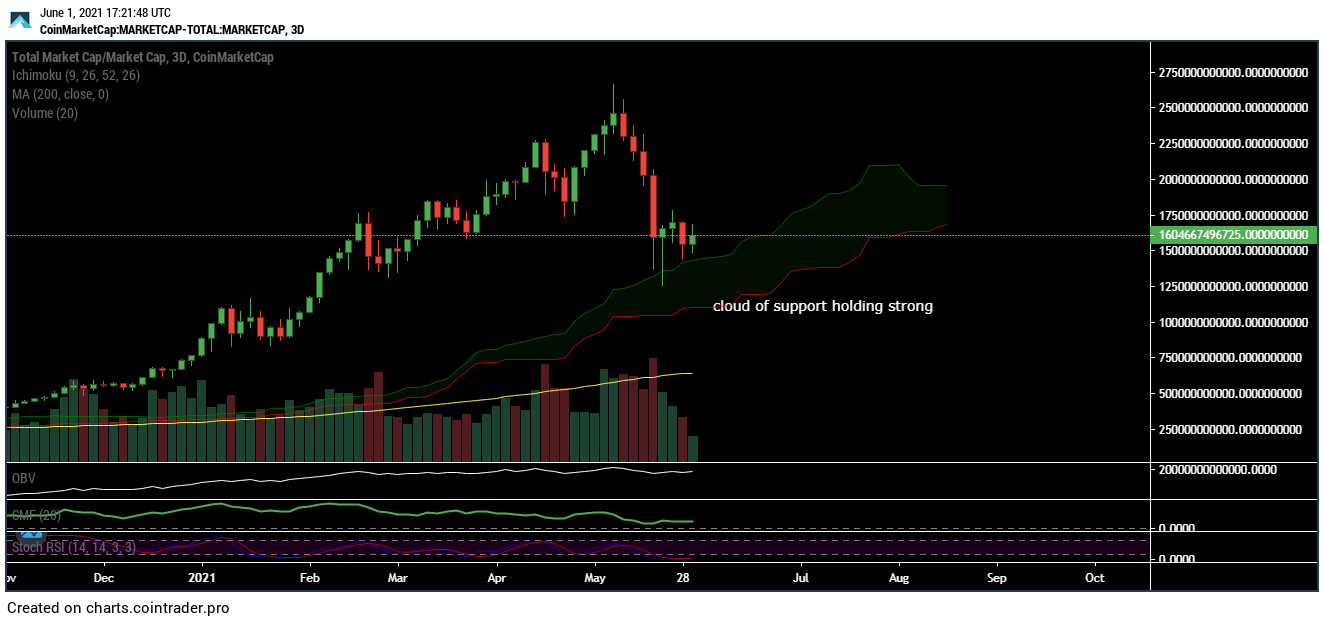 June 1, 2021 17:21:48 UTC
CoinMarketCap:MARKETCAP-TOTAL:MARKETCAP, 3D
Total Market Cap/Market Cap, 3D, CoinMarketCap
Ichimoku (9, 26, 52, 26)
MA (200, close, 0)
Volume (20)
2750000000000.0000000000
2500000000000.0000000000
2250000000000.0000000000
2000000000000.0000000000
1750000000000.0000000000
1604667496725.0000000000
1500000000000.0000000000
1250000000000.0000000000
cloud of support holding strong
1000000000000.0000000000
750000000000.0000000000
500000000000.0000000000
250000000000.0000000000
OBV
20000000000000.0000
CMF (20)
0.0000
Stoch RSI (14, 14, 3, 3)
0.0000
ov Dec 2021 Feb Mar Apr May 28 Jul Aug Sep Oct
Created on charts.cointrader.pro